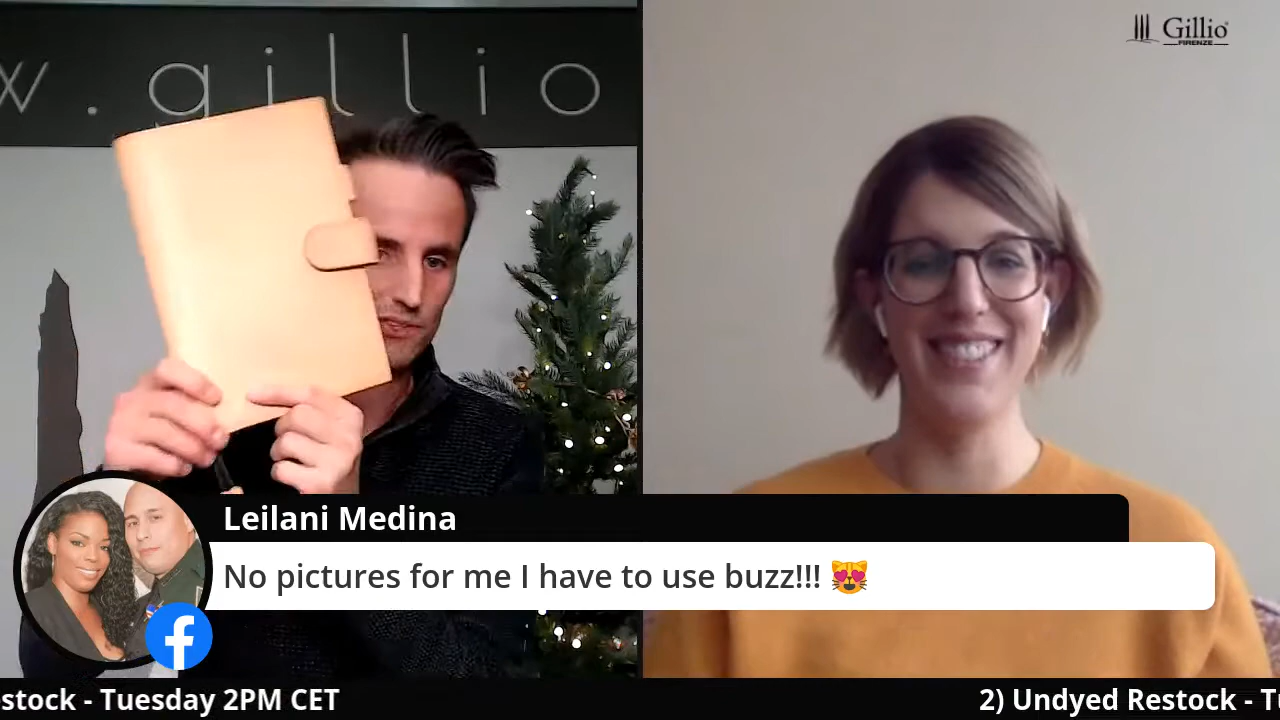 w.gillio
Gillio
FIRENZE
Leilani Medina
No pictures for me I have to use buzz!!! 😻
stock - Tuesday 2PM CET
2) Undyed Restock - T